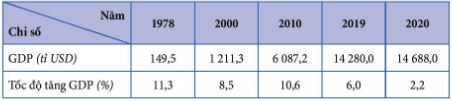 Năm
Chỉ số
1978 2000 2010 2019 2020
GDP (tỉ USD) 149,5 1 211,3 6 087,2 14 280,0 14 688,0
Tốc độ tăng GDP (%) 11,3 8,5 10,6 6,0 2,2